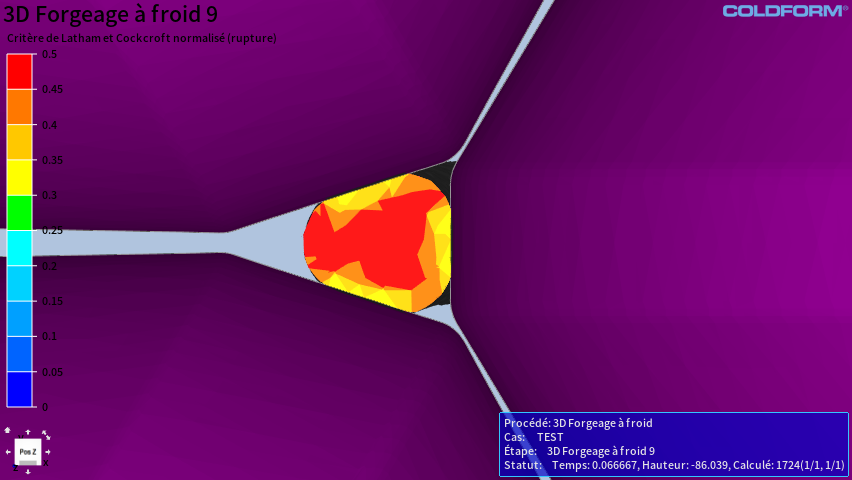 3D Forgeage à froid 9
COLDFORM®
Critère de Latham et Cockcroft normalisé (rupture)
0.5
0.45
0.4
0.35
0.3
0.25
0.2
0.15
0.1
0.05
0
Pos Z
Z
X
Procédé: 3D Forgeage à froid
Cas: TEST
Étape: 3D Forgeage à froid 9
Statut: Temps: 0.066667, Hauteur: -86.039, Calculé: 1724(1/1, 1/1)